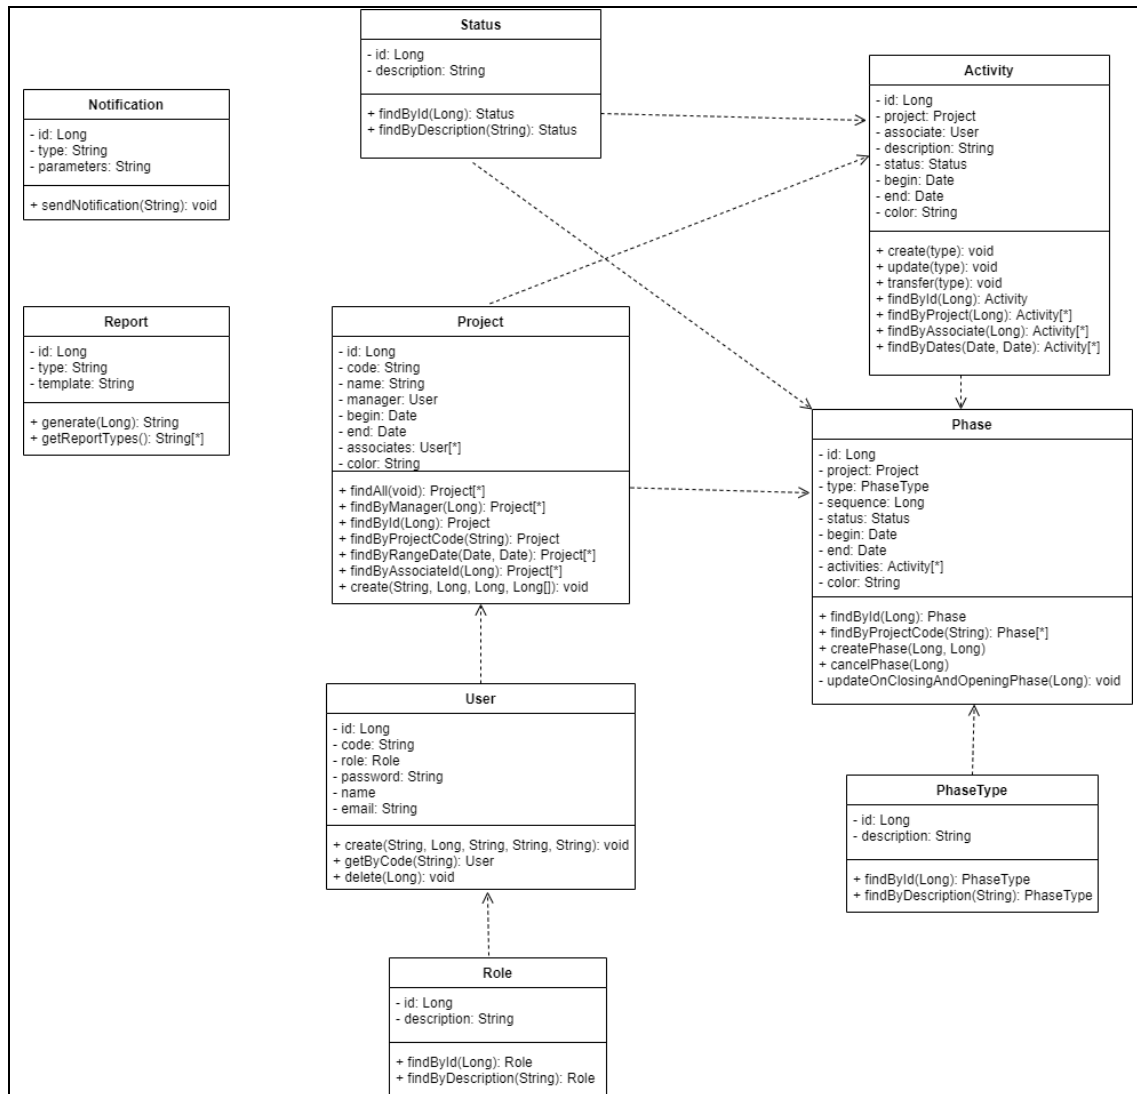 Status
- id: Long
- description: String
+ findById(Long): Status
+ findByDescription(String): Status
Activity
- id: Long
- project: Project
- associate: User
- description: String
- status: Status
- begin: Date
- end: Date
- color: String
+ create(type): void
+ update(type): void
+ transfer(type): void
+ findById(Long): Activity
+ findByProject(Long): Activity[*]
+ findByAssociate(Long): Activity[*]
+ findByDates(Date, Date): Activity[*]
Notification
- id: Long
- type: String
- parameters: String
+ sendNotification(String): void
Report
- id: Long
- type: String
- template: String
+ generate(Long): String
+ getReportTypes(): String[*]
Project
- id: Long
- code: String
- name: String
- manager: User
- begin: Date
- end: Date
- associates: User[*]
- color: String
+ findAll(void): Project[*]
+ findByManager(Long): Project[*]
+ findById(Long): Project
+ findByProjectCode(String): Project
+ findByRangeDate(Date, Date): Project[*]
+ findByAssociateId(Long): Project[*]
+ create(String, Long, Long, Long[]): void
Phase
- id: Long
- project: Project
- type: PhaseType
- sequence: Long
- status: Status
- begin: Date
- end: Date
- activities: Activity[*]
- color: String
+ findById(Long): Phase
+ findByProjectCode(String): Phase[*]
+ createPhase(Long, Long)
+ cancelPhase(Long)
- updateOnClosingAndOpeningPhase(Long): void
User
- id: Long
- code: String
- role: Role
- password: String
- name
- email: String
+ create(String, Long, String, String, String): void
+ getByCode(String): User
+ delete(Long): void
PhaseType
- id: Long
- description: String
+ findById(Long): PhaseType
+ findByDescription(String): PhaseType
Role
- id: Long
- description: String
+ findById(Long): Role
+ findByDescription(String): Role